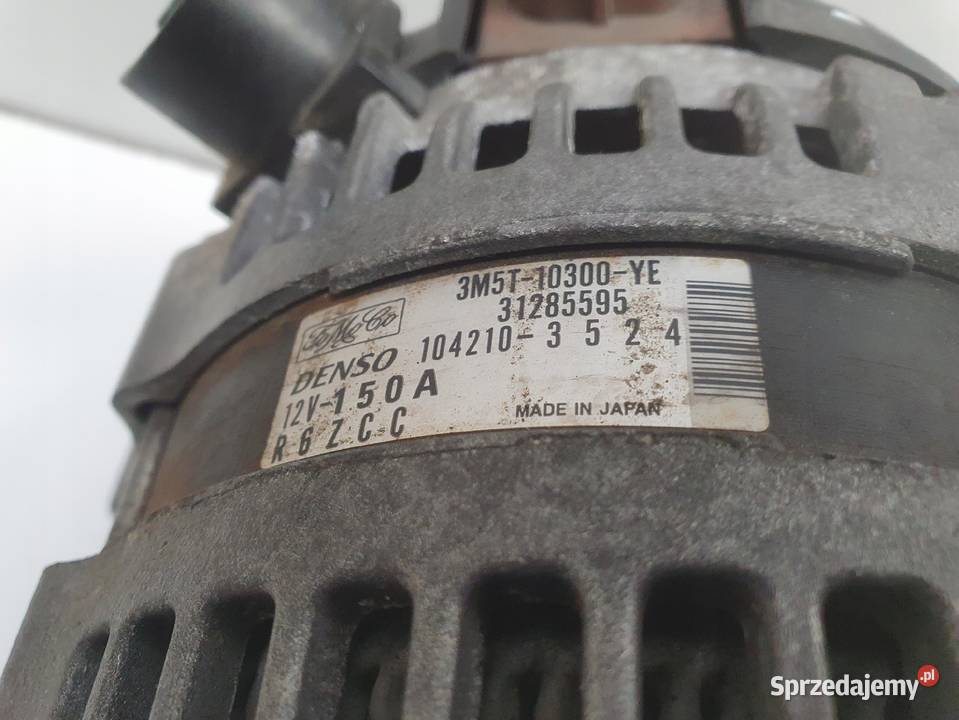 3M5T-10300-YE
31285595
FoMoCo
DENSO 104210-3524
12V-150A
MADE IN JAPAN
R6ZCC
Sprzedajemy.pl